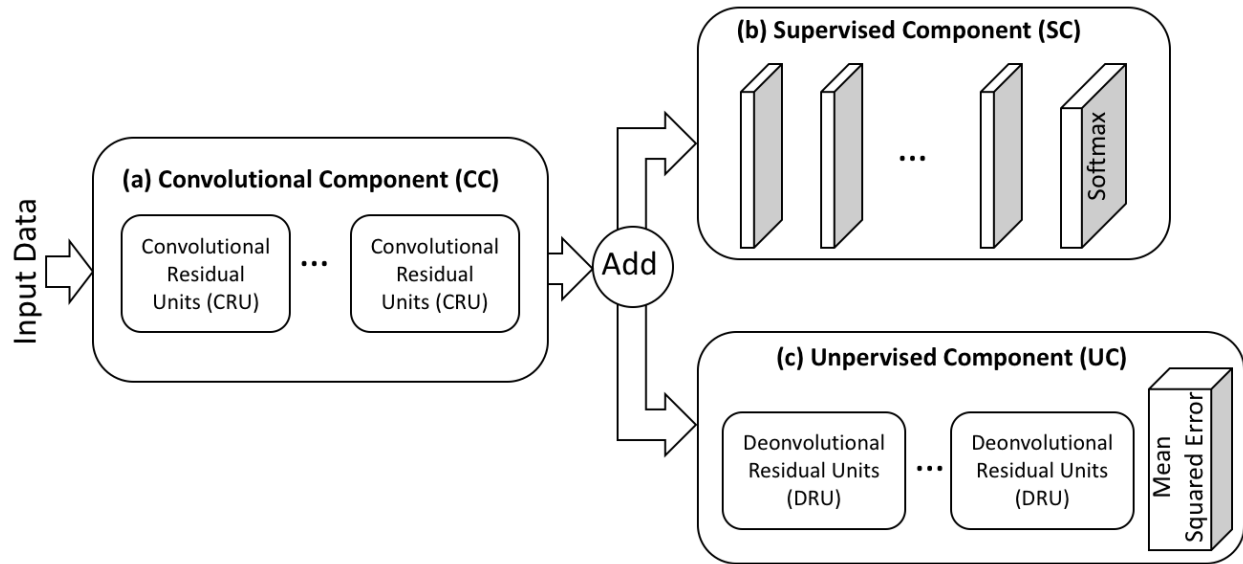 Input Data
(a) Convolutional Component (CC)
Convolutional
Residual
Units (CRU)
...
Convolutional
Residual
Units (CRU)
Add
(b) Supervised Component (SC)
...
Softmax
(c) Unpervised Component (UC)
Deonvolutional
Residual Units
(DRU)
...
Deonvolutional
Residual Units
(DRU)
Mean
Squared Error